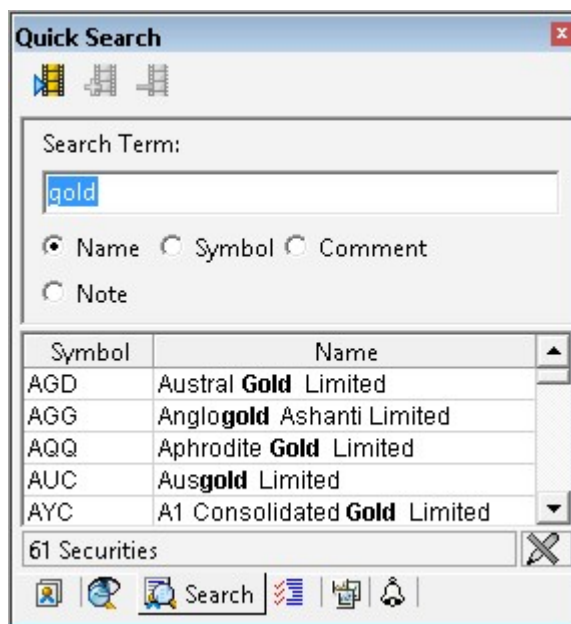 Quick Search
Search Term:
gold
Name Symbol Comment
Note
Symbol Name
AGD Austral Gold Limited
AGG Anglogold Ashanti Limited
AQQ Aphrodite Gold Limited
AUC Ausgold Limited
AYC A1 Consolidated Gold Limited
61 Securities
Search